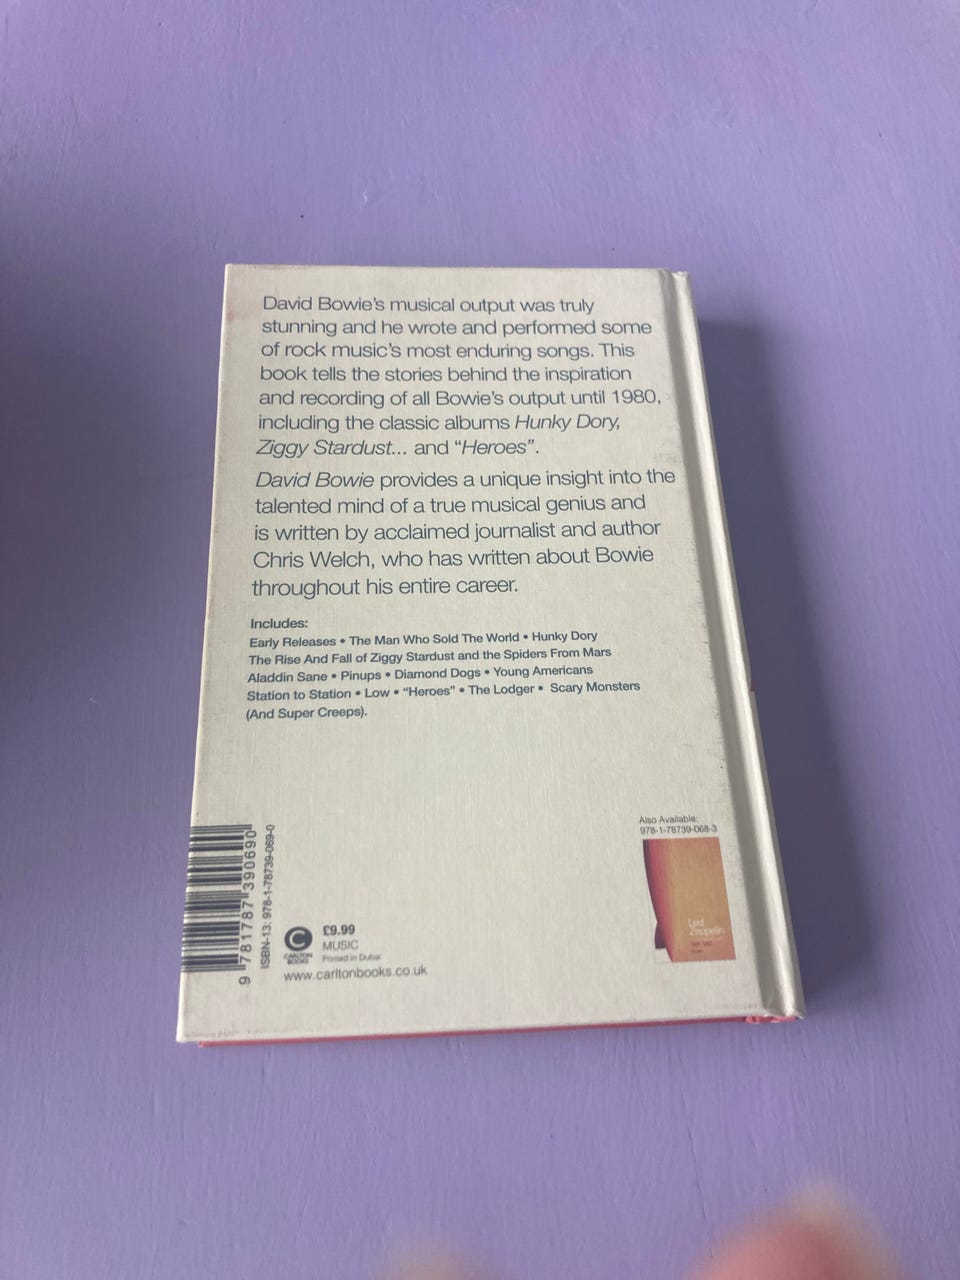 David Bowie's musical output was truly
stunning and he wrote and performed some
of rock music's most enduring songs. This
book tells the stories behind the inspiration
and recording of all Bowie's output until 1980,
including the classic albums Hunky Dory,
Ziggy Stardust... and "Heroes".
David Bowie provides a unique insight into the
talented mind of a true musical genius and
is written by acclaimed journalist and author
Chris Welch, who has written about Bowie
throughout his entire career.
Includes:
Early Releases • The Man Who Sold The World • Hunky Dory
The Rise And Fall of Ziggy Stardust and the Spiders From Mars
Aladdin Sane • Pinups • Diamond Dogs • Young Americans
Station to Station • Low • "Heroes" • The Lodger • Scary Monsters
(And Super Creeps).
9 781787 390690
ISBN-13: 978-1-78739-069-0
CARLTON
BOOKS
£9.99
MUSIC
Printed in Dubai
www.carltonbooks.co.uk
Also Available:
978-1-78739-068-3
Led
Zeppelin